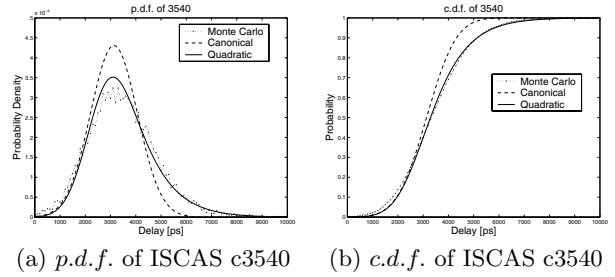 p.d.f. of 3540
5 x 10⁻⁴
4.5
4
3.5
3
2.5
2
1.5
1
0.5
0
Probability Density
Monte Carlo
Canonical
Quadratic
0 1000 2000 3000 4000 5000 6000 7000 8000 9000 10000
Delay [ps]
(a) p.d.f. of ISCAS c3540
c.d.f. of 3540
1
0.9
0.8
0.7
0.6
0.5
0.4
0.3
0.2
0.1
0
Probability
Monte Carlo
Canonical
Quadratic
0 1000 2000 3000 4000 5000 6000 7000 8000 9000 10000
Delay [ps]
(b) c.d.f. of ISCAS c3540